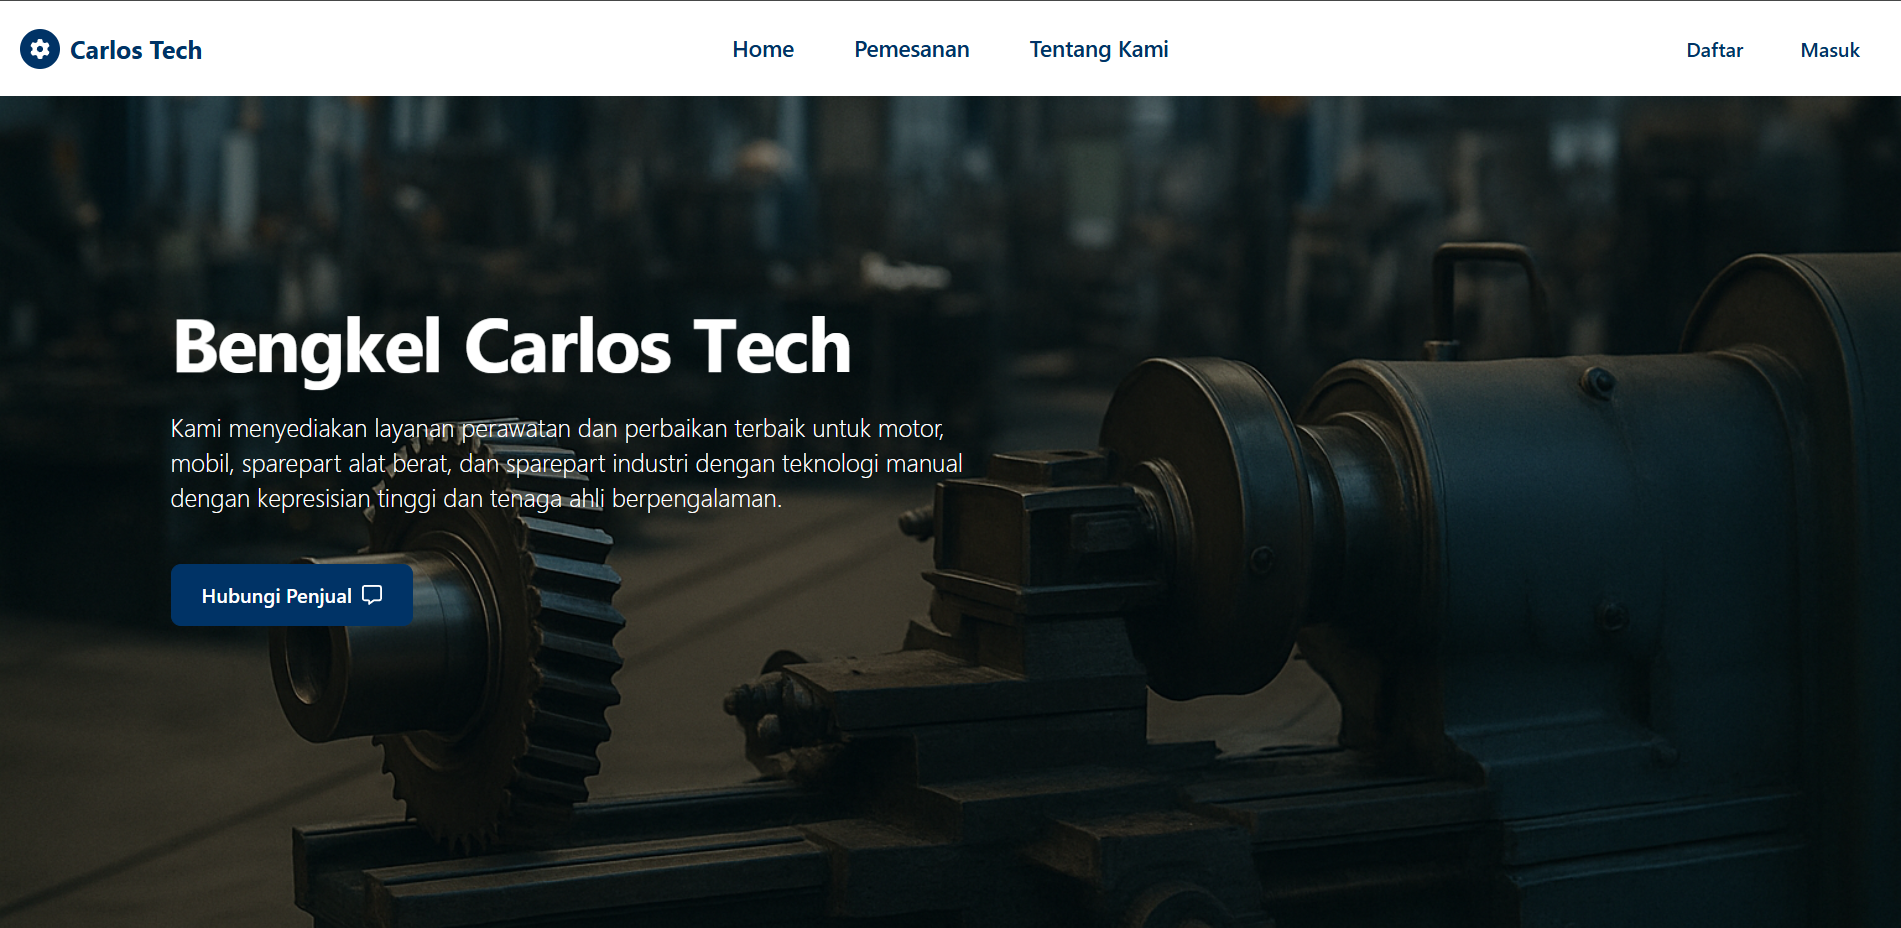 Carlos Tech
Home
Pemesanan
Tentang Kami
Daftar
Masuk
Bengkel Carlos Tech
Kami menyediakan layanan perawatan dan perbaikan terbaik untuk motor,
mobil, sparepart alat berat, dan sparepart industri dengan teknologi manual
dengan kepresisian tinggi dan tenaga ahli berpengalaman.
Hubungi Penjual